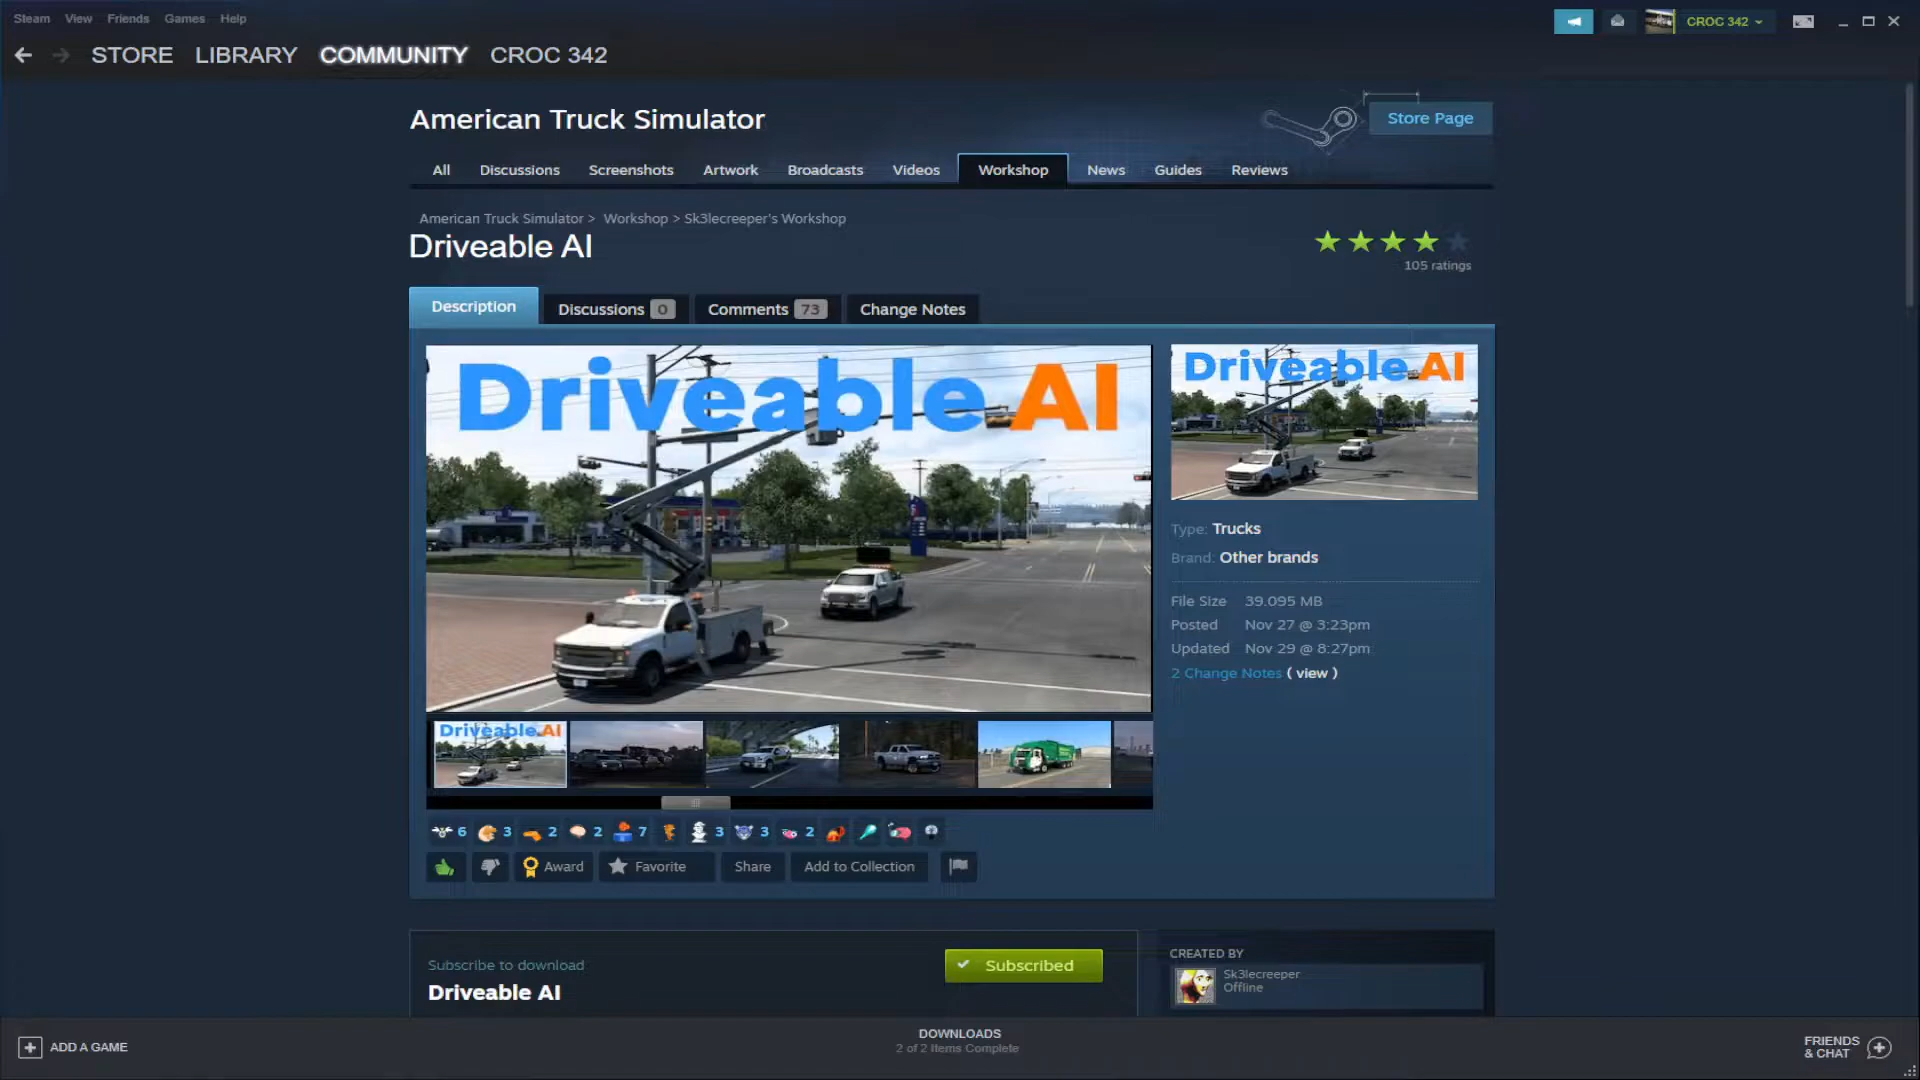 Steam View Friends Games Help
CROC 342
STORE LIBRARY COMMUNITY CROC 342
American Truck Simulator
Store Page
All Discussions Screenshots Artwork Broadcasts Videos Workshop News Guides Reviews
American Truck Simulator > Workshop > Sk3lecreeper's Workshop
Driveable AI
105 ratings
Description Discussions 0 Comments 73 Change Notes
Driveable AI
Driveable AI
Type: Trucks
Brand: Other brands
File Size 39.095 MB
Posted Nov 27 @ 3:23pm
Updated Nov 29 @ 8:27pm
2 Change Notes ( view )
Driveable AI
6 3 2 2 7 3 3 2
Award Favorite Share Add to Collection
Subscribe to download
Driveable AI
Subscribed
CREATED BY
Sk3lecreeper
Offline
ADD A GAME
DOWNLOADS
2 of 2 Items Complete
FRIENDS
& CHAT